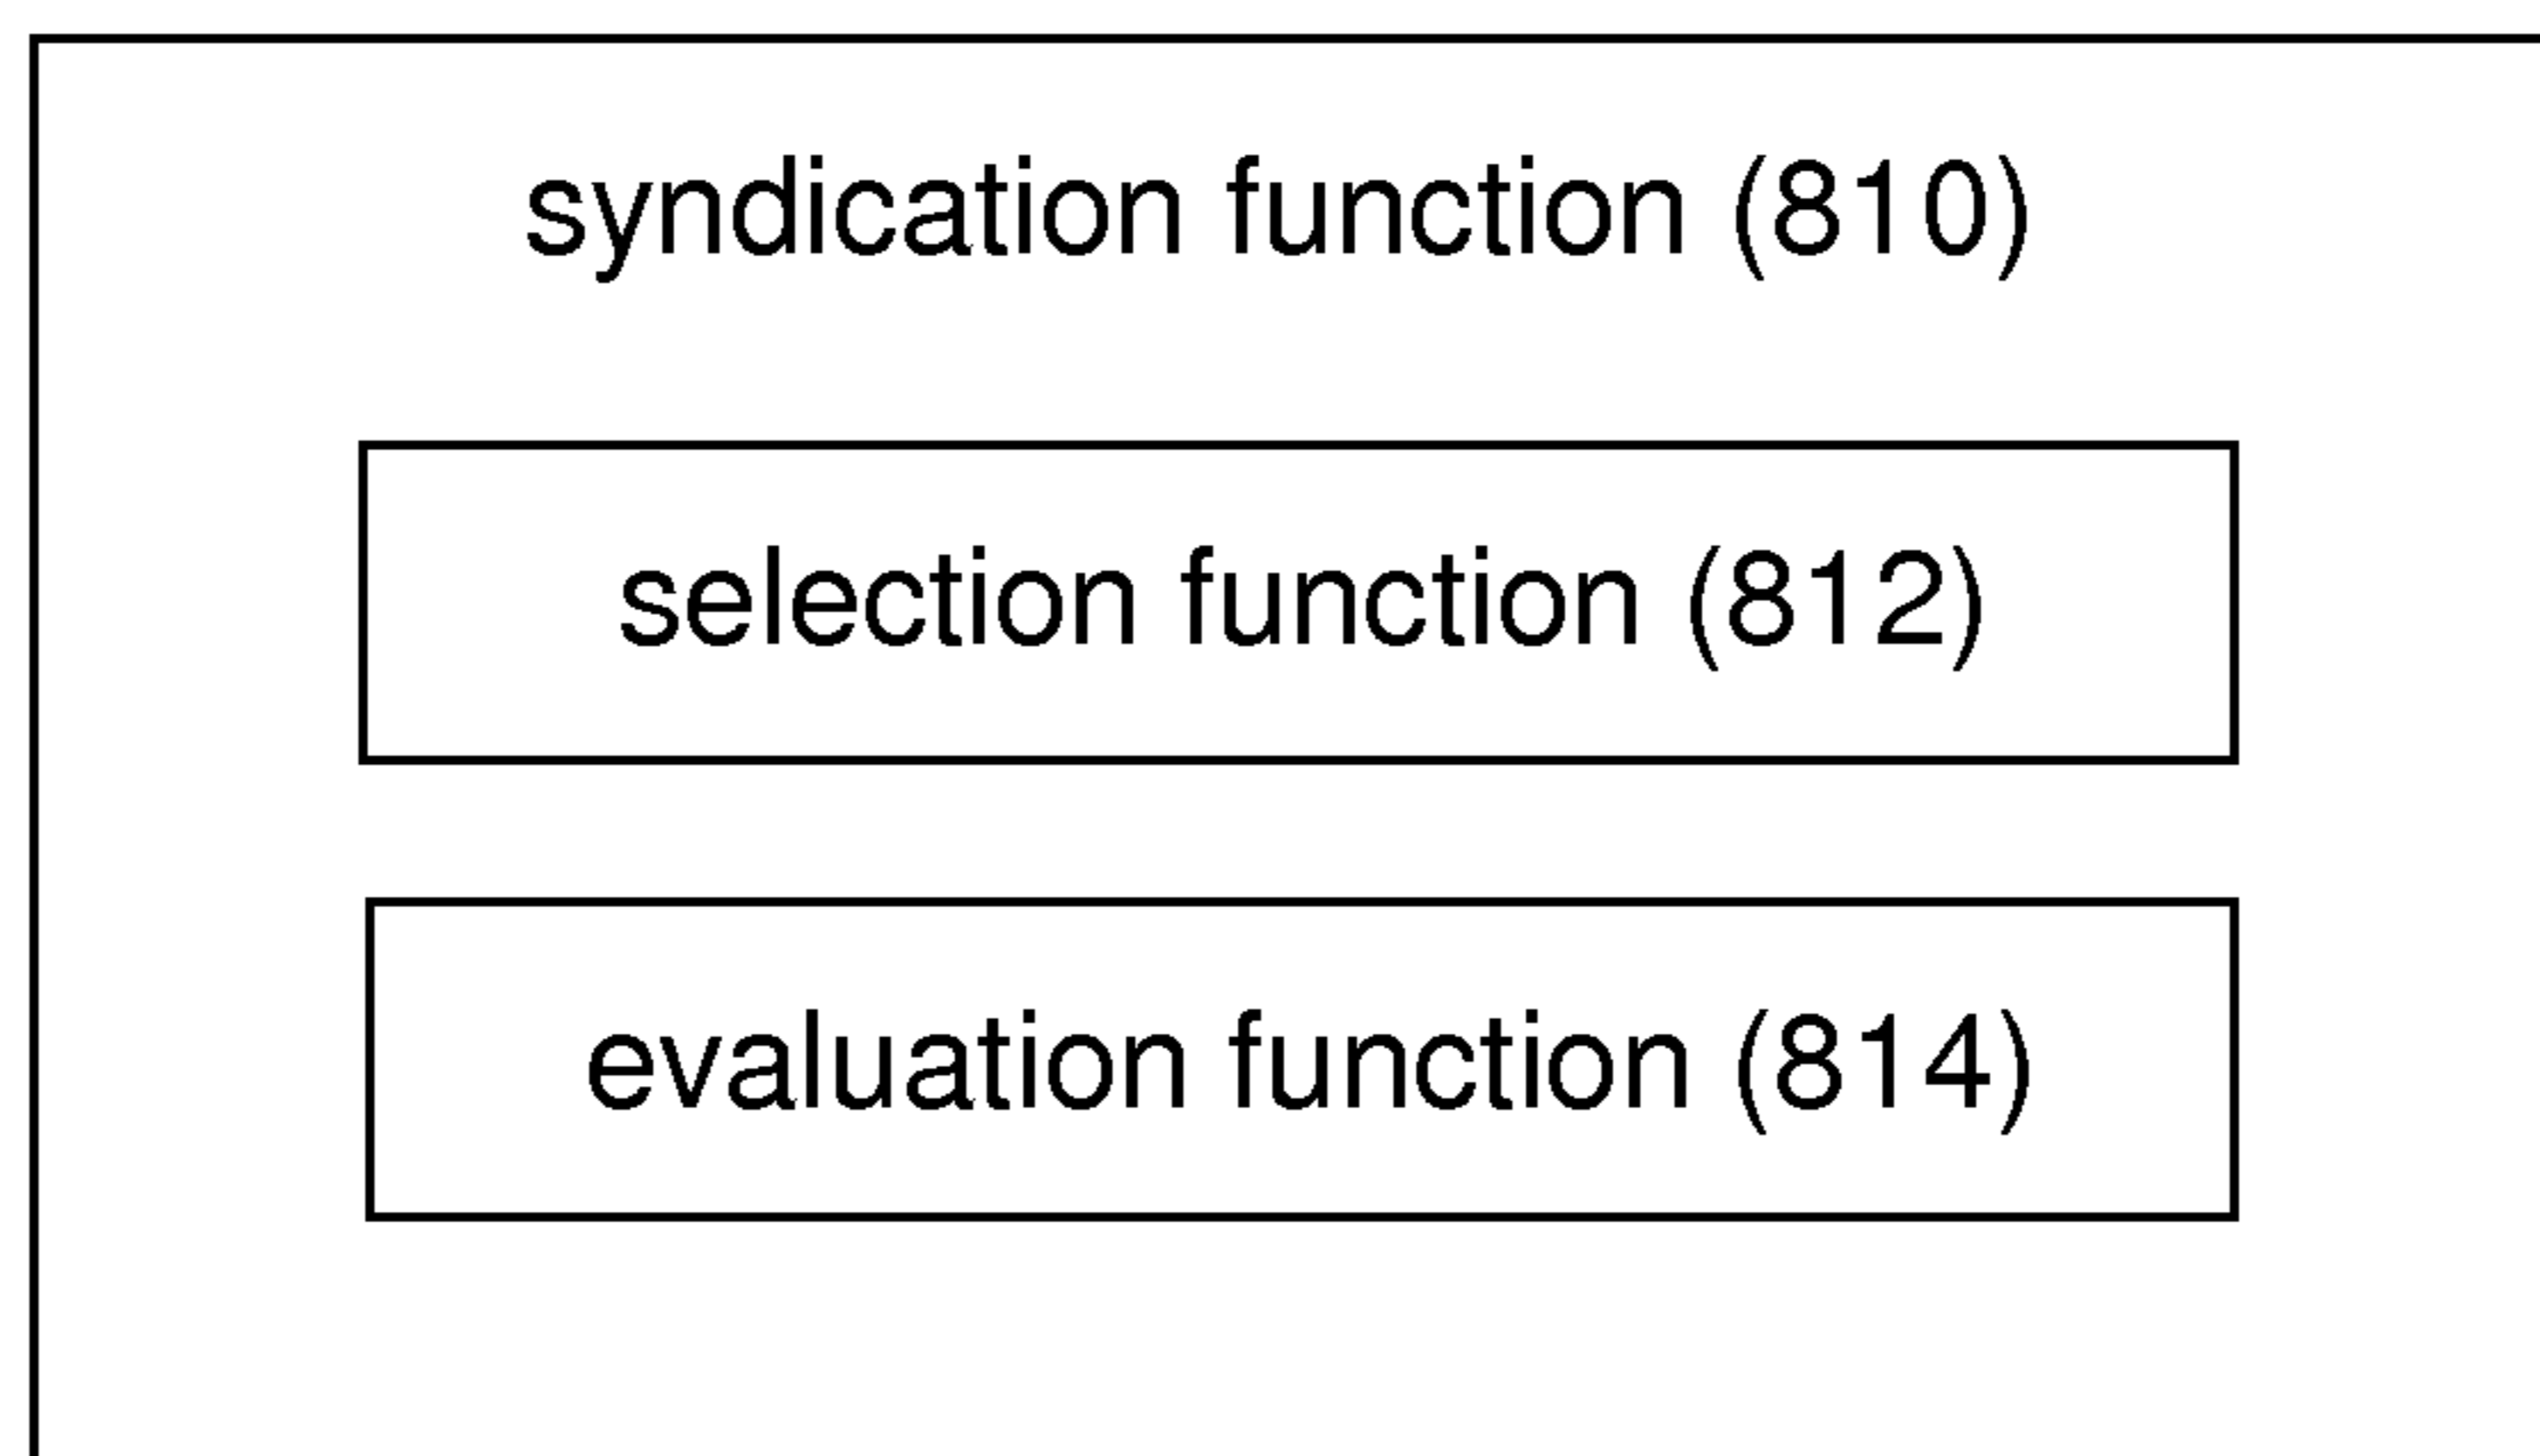 syndication function (810)
selection function (812)
evaluation function (814)